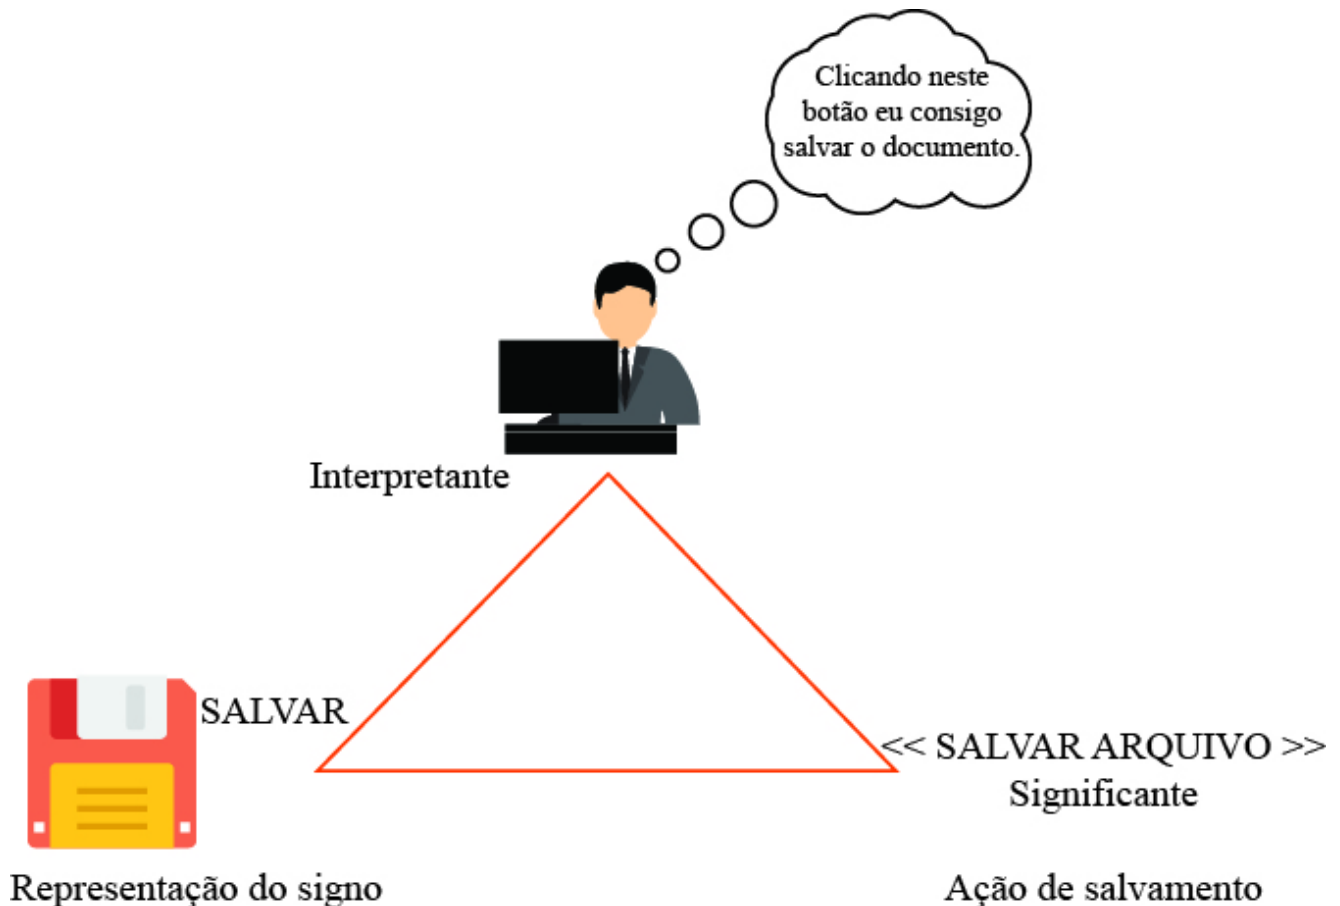 Clicando neste
botão eu consigo
salvar o documento.
Interpretante
SALVAR
<< SALVAR ARQUIVO >>
Significante
Representação do signo
Ação de salvamento